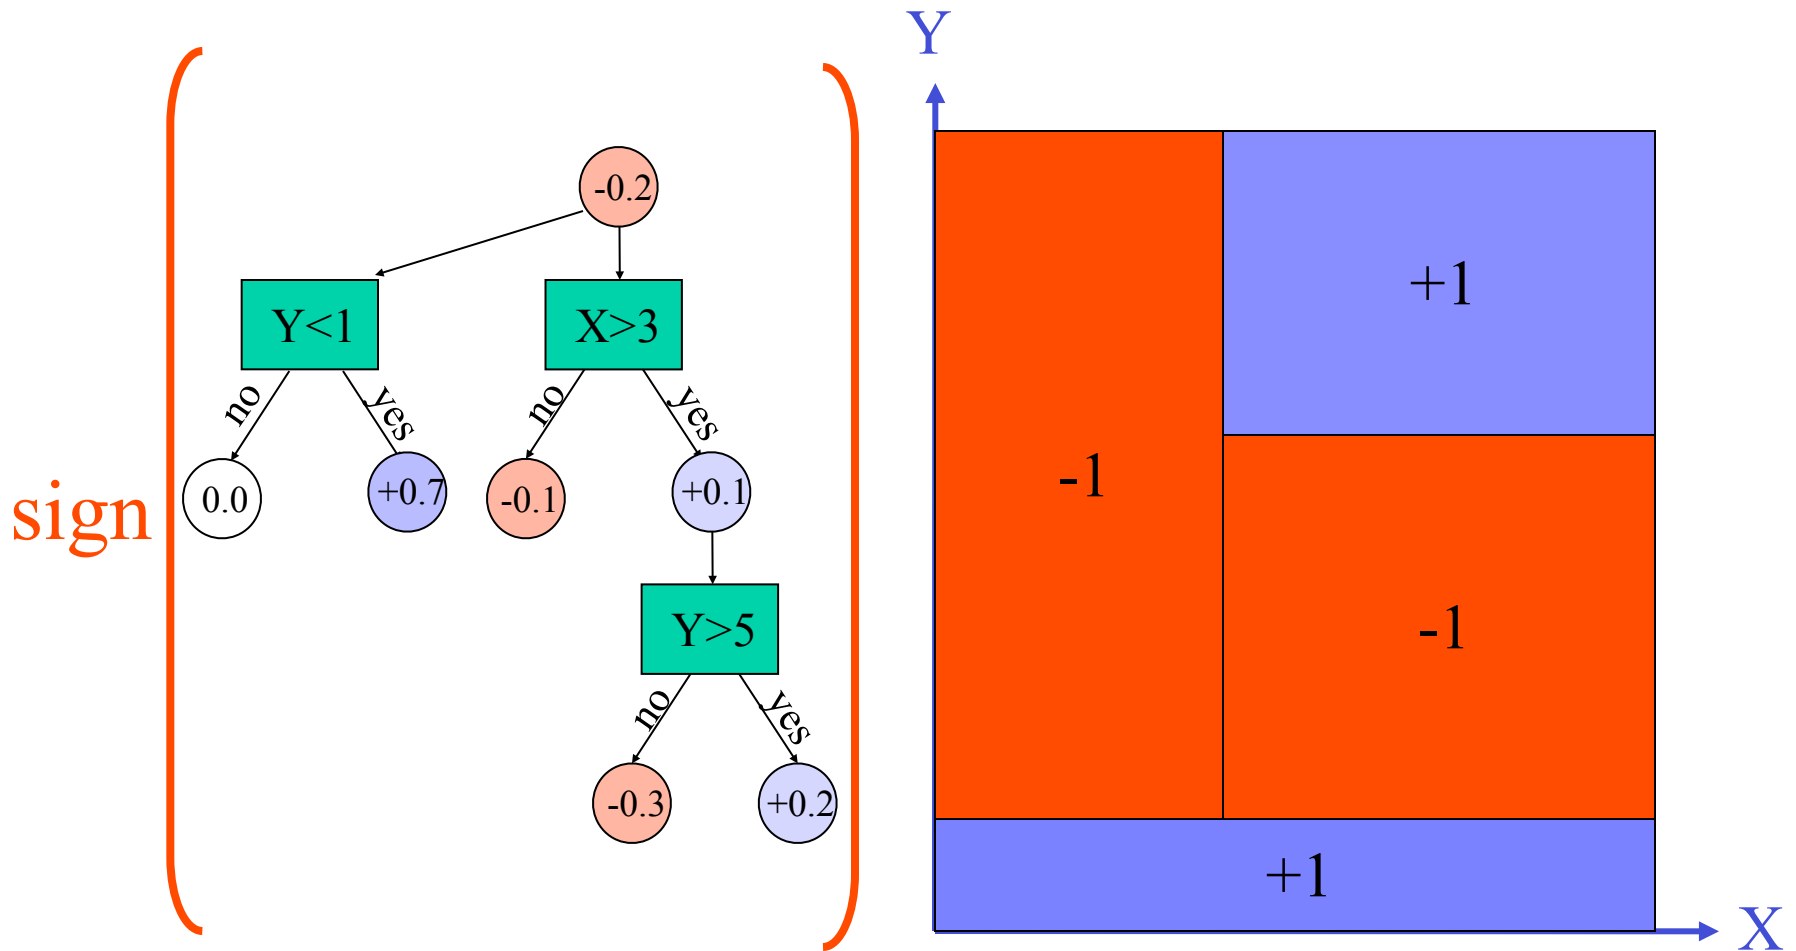 Y
-0.2
Y<1
X>3
no
yes
no
yes
0.0
+0.7
-0.1
+0.1
sign
Y>5
no
yes
-0.3
+0.2
+1
-1
-1
+1
X